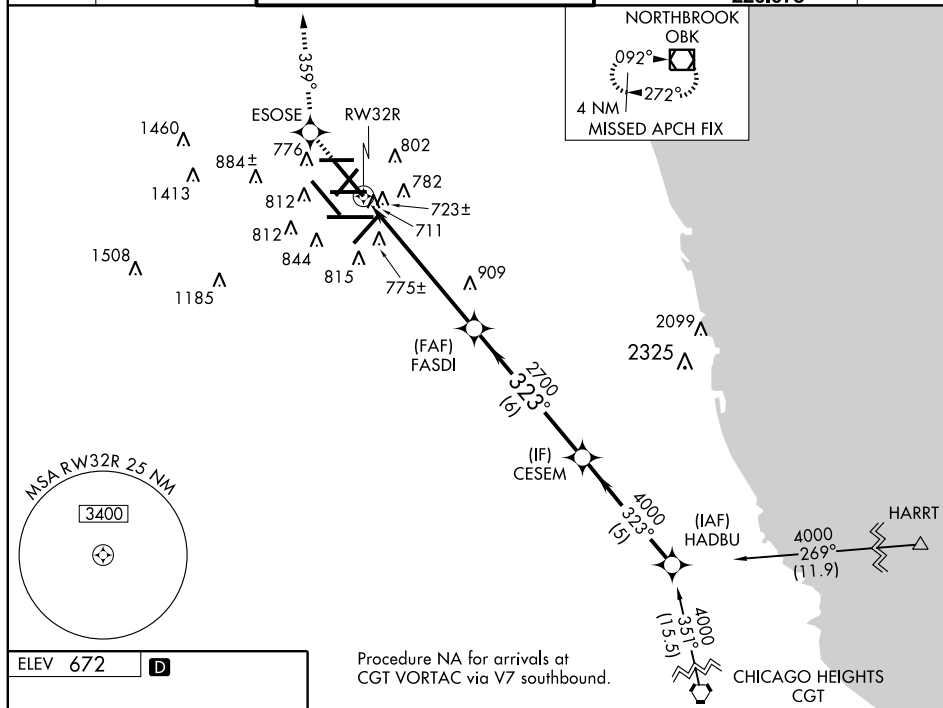 NORTHBROOK
OBK
092°
272°
4 NM
MISSED APCH FIX
359°
ESOSE
RW32R
1460
776
802
884±
1413
782
812
723±
711
812
844
1508
815
775±
1185
909
2099
(FAF)
FASDI
2325
2700
323°
(6)
(IF)
CESEM
MSA RW32R 25 NM
3400
4000
323°
(5)
(IAF)
HADBU
HARRT
4000
269°
(11.9)
4000
351°
(15.5)
ELEV 672
D
Procedure NA for arrivals at
CGT VORTAC via V7 southbound.
CHICAGO HEIGHTS
CGT